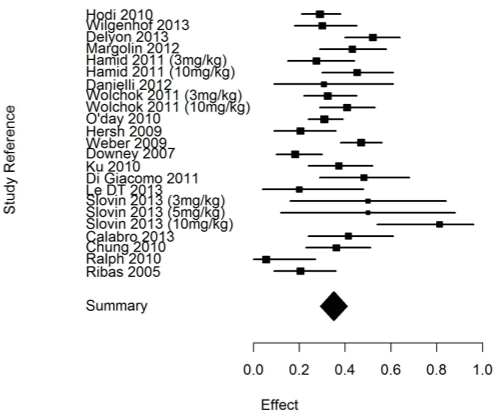 Hodi 2010
Wilgenhof 2013
Delyon 2013
Margolin 2012
Hamid 2011 (3mg/kg)
Hamid 2011 (10mg/kg)
Danielli 2012
Wolchok 2011 (3mg/kg)
Wolchok 2011 (10mg/kg)
O'day 2010
Hersh 2009
Weber 2009
Downey 2007
Ku 2010
Di Giacomo 2011
Le DT 2013
Slovin 2013 (3mg/kg)
Slovin 2013 (5mg/kg)
Slovin 2013 (10mg/kg)
Calabro 2013
Chung 2010
Ralph 2010
Ribas 2005
Summary
Study Reference
0.0 0.2 0.4 0.6 0.8 1.0
Effect